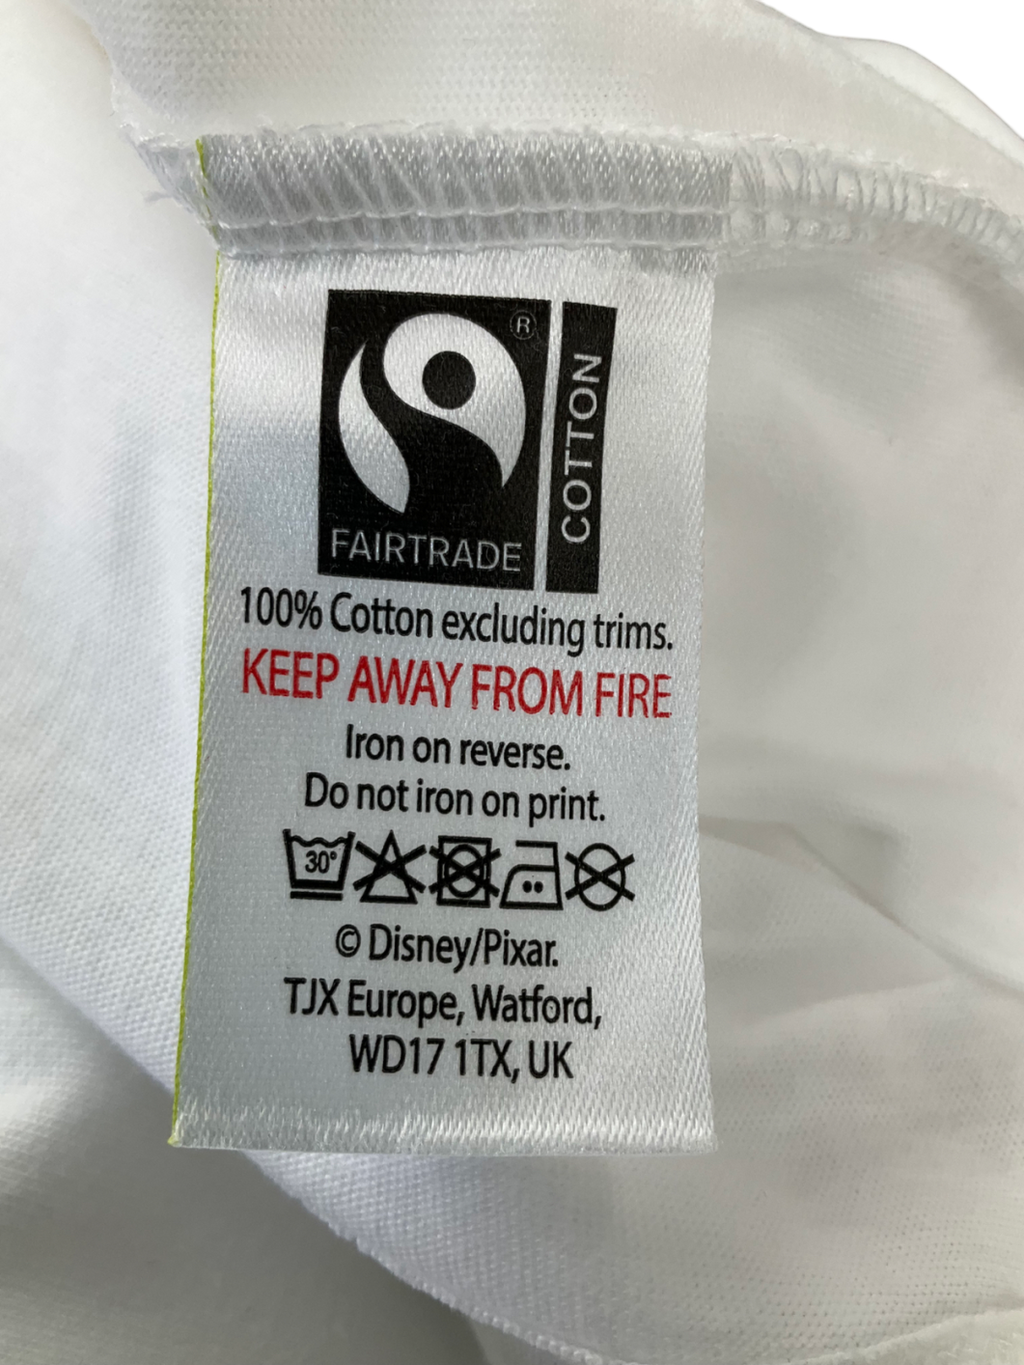 ®
FAIRTRADE
COTTON
100% Cotton excluding trims.
KEEP AWAY FROM FIRE
Iron on reverse.
Do not iron on print.
30°
© Disney/Pixar.
TJX Europe, Watford,
WD17 1TX, UK